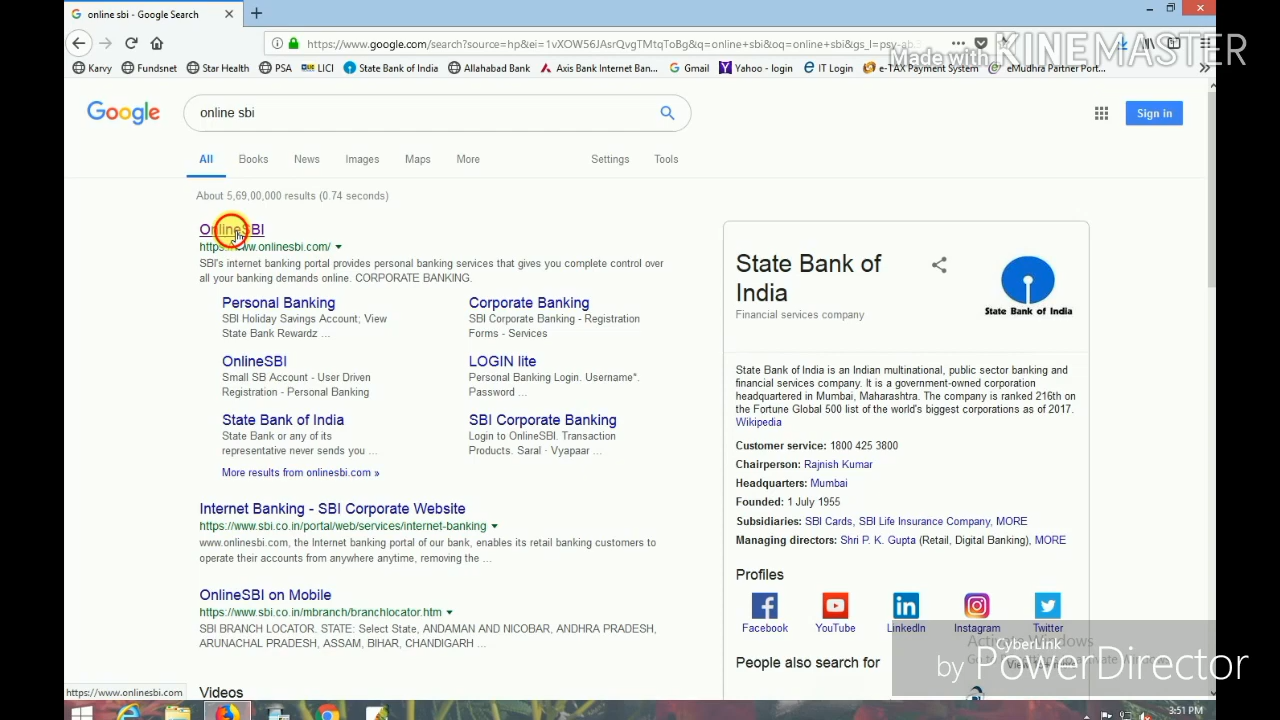 online sbi - Google Search
https://www.google.com/search?source=hp&ei=1vXOW56JAsrQvgTMtqToBg&q=online+sbi&oq=online+sbi&gs_l=psy-ab.
Made with KINEMASTER
Karvy Fundsnet Star Health PSA LICI State Bank of India Allahabad Bank Axis Bank Internet Ban... Gmail Yahoo - login IT Login e-TAX Payement System eMudhra Partner Port...
Google
online sbi
Sign in
All Books News Images Maps More Settings Tools
About 5,69,00,000 results (0.74 seconds)
OnlineSBI
https://www.onlinesbi.com/
SBI's internet banking portal provides personal banking services that gives you complete control over
all your banking demands online. CORPORATE BANKING.
Personal Banking
SBI Holiday Savings Account; View
State Bank Rewardz ...
Corporate Banking
SBI Corporate Banking - Registration
Forms - Services
OnlineSBI
Small SB Account - User Driven
Registration - Personal Banking
LOGIN lite
Personal Banking Login. Username*.
Password ...
State Bank of India
State Bank or any of its
representative never sends you ...
SBI Corporate Banking
Login to OnlineSBI. Transaction
Products. Saral · Vyapaar ...
More results from onlinesbi.com »
Internet Banking - SBI Corporate Website
https://www.sbi.co.in/portal/web/services/internet-banking
www.onlinesbi.com, the Internet banking portal of our bank, enables its retail banking customers to
operate their accounts from anywhere anytime, removing the ...
OnlineSBI on Mobile
https://www.sbi.co.in/mbranch/branchlocator.htm
SBI BRANCH LOCATOR. STATE: Select State, ANDAMAN AND NICOBAR, ANDHRA PRADESH,
ARUNACHAL PRADESH, ASSAM, BIHAR, CHANDIGARH ...
Videos
State Bank of
India
Financial services company
State Bank of India
State Bank of India is an Indian multinational, public sector banking and
financial services company. It is a government-owned corporation
headquartered in Mumbai, Maharashtra. The company is ranked 216th on
the Fortune Global 500 list of the world's biggest corporations as of 2017.
Wikipedia
Customer service: 1800 425 3800
Chairperson: Rajnish Kumar
Headquarters: Mumbai
Founded: 1 July 1955
Subsidiaries: SBI Cards, SBI Life Insurance Company, MORE
Managing directors: Shri P. K. Gupta (Retail, Digital Banking), MORE
Profiles
Facebook YouTube LinkedIn Instagram Twitter
People also search for
Activate Windows
CyberLink
by PowerDirector
https://www.onlinesbi.com
3:51 PM